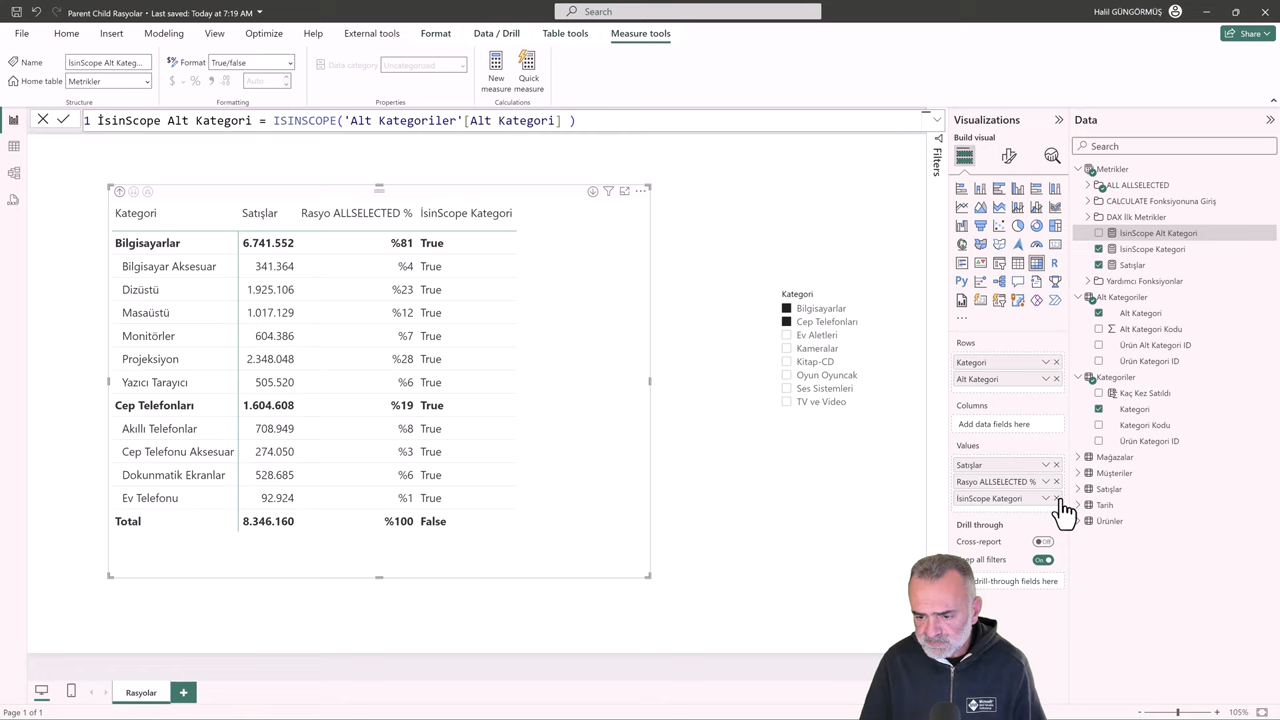 Parent Child Rasyolar • Last saved: Today at 7:19 AM
Search
Halil GÜNGÖRMÜŞ
File Home Insert Modeling View Optimize Help External tools Format Data / Drill Table tools Measure tools
Share
Name İsinScope Alt Kateg...
Home table Metrikler
Structure
Format True/false
$ % Auto
Formatting
Data category Uncategorized
Properties
New measure
Quick measure
Calculations
1 İsinScope Alt Kategori = ISINSCOPE('Alt Kategoriler'[Alt Kategori] )
Kategori Satışlar Rasyo ALLSELECTED % İsinScope Kategori
Bilgisayarlar 6.741.552 %81 True
Bilgisayar Aksesuar 341.364 %4 True
Dizüstü 1.925.106 %23 True
Masaüstü 1.017.129 %12 True
Monitörler 604.386 %7 True
Projeksiyon 2.348.048 %28 True
Yazıcı Tarayıcı 505.520 %6 True
Cep Telefonları 1.604.608 %19 True
Akıllı Telefonlar 708.949 %8 True
Cep Telefonu Aksesuar 274.050 %3 True
Dokunmatik Ekranlar 528.685 %6 True
Ev Telefonu 92.924 %1 True
Total 8.346.160 %100 False
Kategori
Bilgisayarlar
Cep Telefonları
Ev Aletleri
Kameralar
Kitap-CD
Oyun Oyuncak
Ses Sistemleri
TV ve Video
Filters
Visualizations
Build visual
R
Py
Rows
Kategori
Alt Kategori
Columns
Add data fields here
Values
Satışlar
Rasyo ALLSELECTED %
İsinScope Kategori
Drill through
Cross-report Off
all filters On
drill-through fields here
Data
Search
Metrikler
ALL ALLSELECTED
CALCULATE Fonksiyonuna Giriş
DAX İlk Metrikler
İsinScope Alt Kategori
İsinScope Kategori
Satışlar
Yardımcı Fonksiyonlar
Alt Kategoriler
Alt Kategori
Alt Kategori Kodu
Ürün Alt Kategori ID
Ürün Kategori ID
Kategoriler
Kaç Kez Satıldı
Kategori
Kategori Kodu
Ürün Kategori ID
Mağazalar
Müşteriler
Satışlar
Tarih
Ürünler
Rasyolar
Page 1 of 1
105%